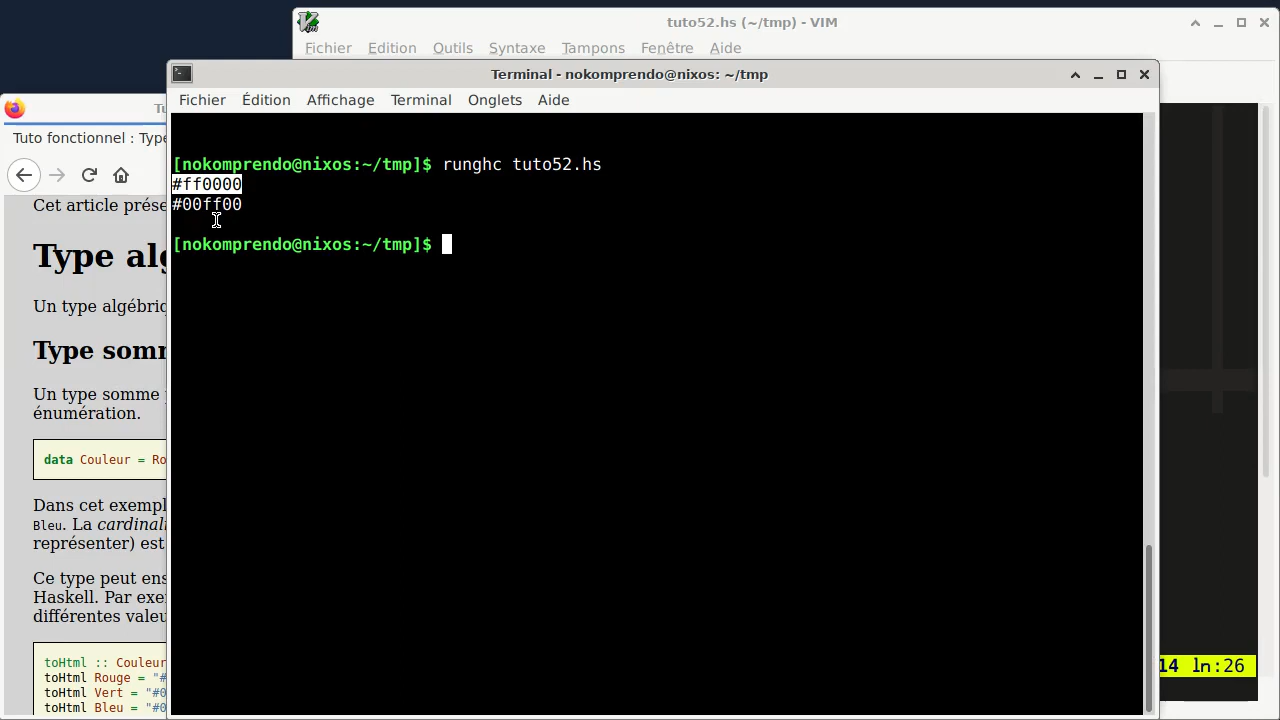 tuto52.hs (~/tmp) - VIM
Fichier Edition Outils Syntaxe Tampons Fenêtre Aide
Terminal - nokomprendo@nixos: ~/tmp
Fichier Édition Affichage Terminal Onglets Aide
[nokomprendo@nixos:~/tmp]$ runghc tuto52.hs
#ff0000
#00ff00
[nokomprendo@nixos:~/tmp]$
Tuto fonctionnel : Type
Cet article prése
Type alg
Un type algébriq
Type som
Un type somme
énumération.
data Couleur = Ro
Dans cet exempl
Bleu. La cardinali
représenter) est
Ce type peut ens
Haskell. Par exe
différentes valeu
toHtml :: Couleur
toHtml Rouge = "#
toHtml Vert = "#0
toHtml Bleu = "#0
14 ln:26